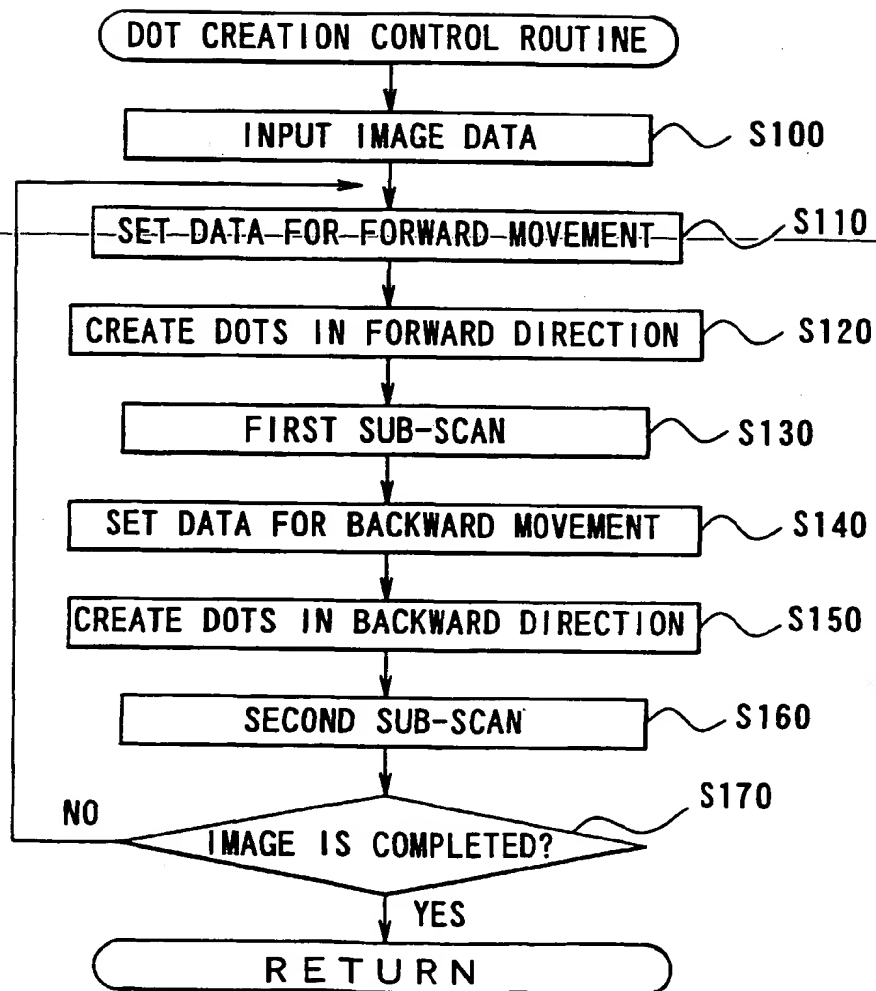 DOT CREATION CONTROL ROUTINE
INPUT IMAGE DATA S100
SET DATA FOR FORWARD MOVEMENT S110
CREATE DOTS IN FORWARD DIRECTION S120
FIRST SUB-SCAN S130
SET DATA FOR BACKWARD MOVEMENT S140
CREATE DOTS IN BACKWARD DIRECTION S150
SECOND SUB-SCAN S160
S170
NO
IMAGE IS COMPLETED?
YES
RETURN